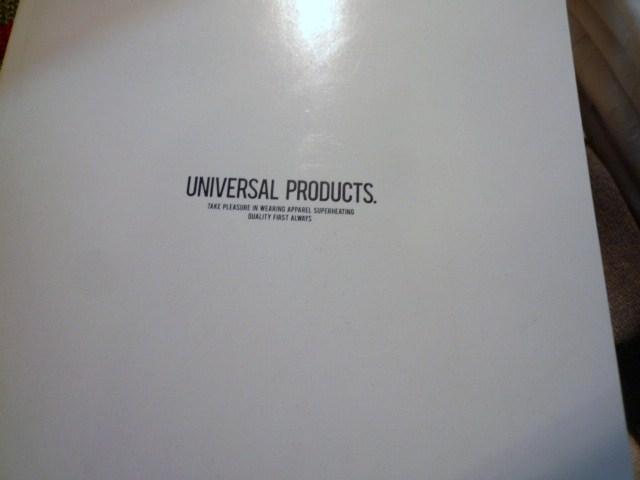 UNIVERSAL PRODUCTS.
TAKE PLEASURE IN WEARING APPAREL SUPERHEATING
QUALITY FIRST ALWAYS